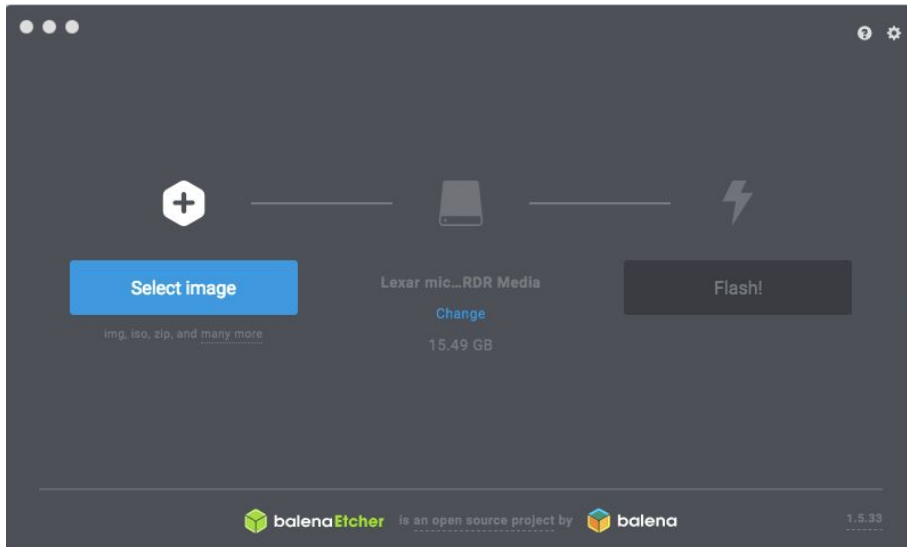 Select image
img, iso, zip, and many more
Lexar mic...RDR Media
Change
15.49 GB
Flash!
balenaEtcher is an open source project by balena
1.5.33